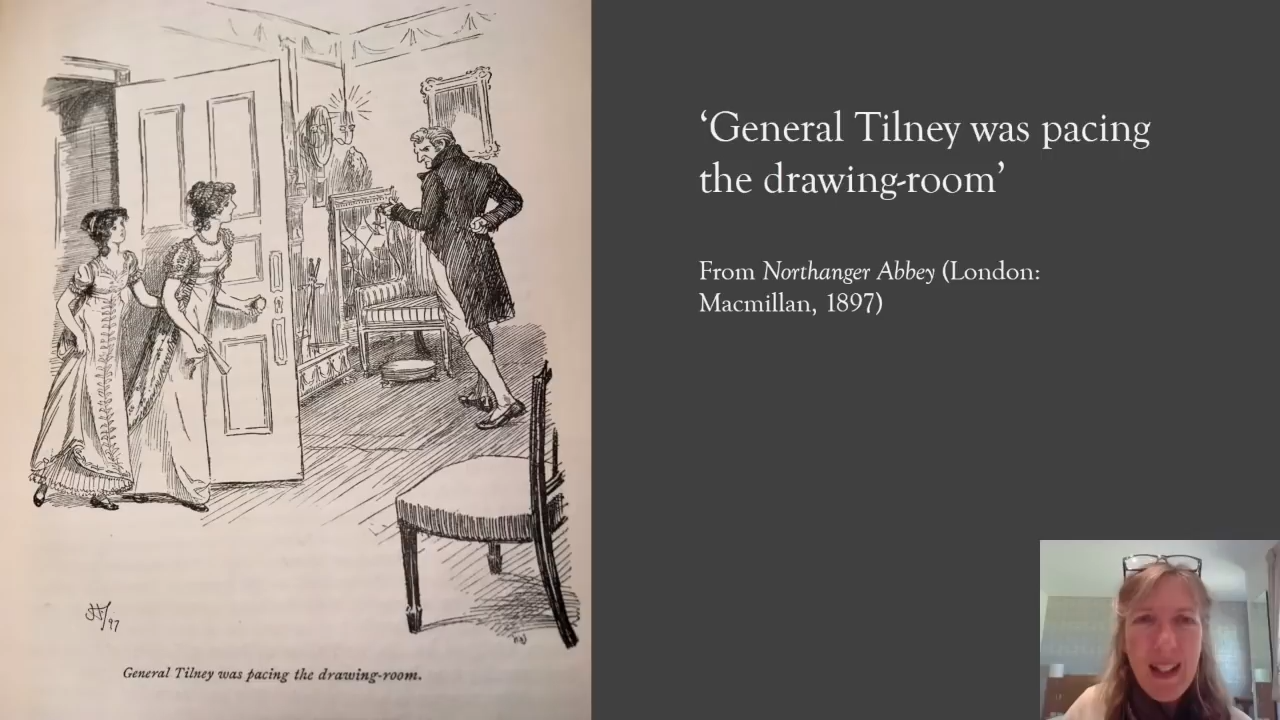 ‘General Tilney was pacing
the drawing-room’
From Northanger Abbey (London:
Macmillan, 1897)
97
General Tilney was pacing the drawing-room.